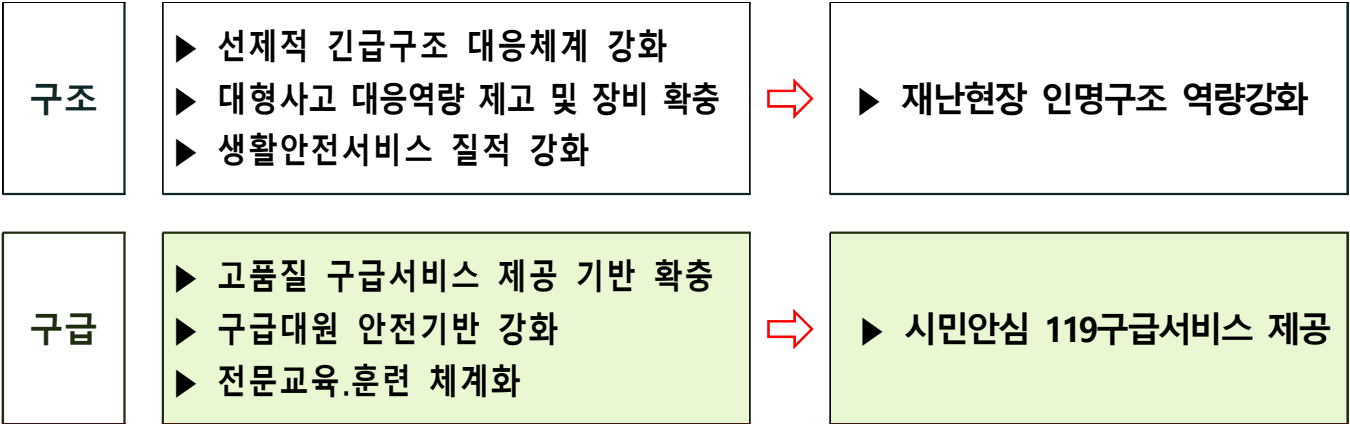 구조
▶ 선제적 긴급구조 대응체계 강화
▶ 대형사고 대응역량 제고 및 장비 확충
▶ 생활안전서비스 질적 강화
▶ 재난현장 인명구조 역량강화
구급
▶ 고품질 구급서비스 제공 기반 확충
▶ 구급대원 안전기반 강화
▶ 전문교육.훈련 체계화
▶ 시민안심 119구급서비스 제공